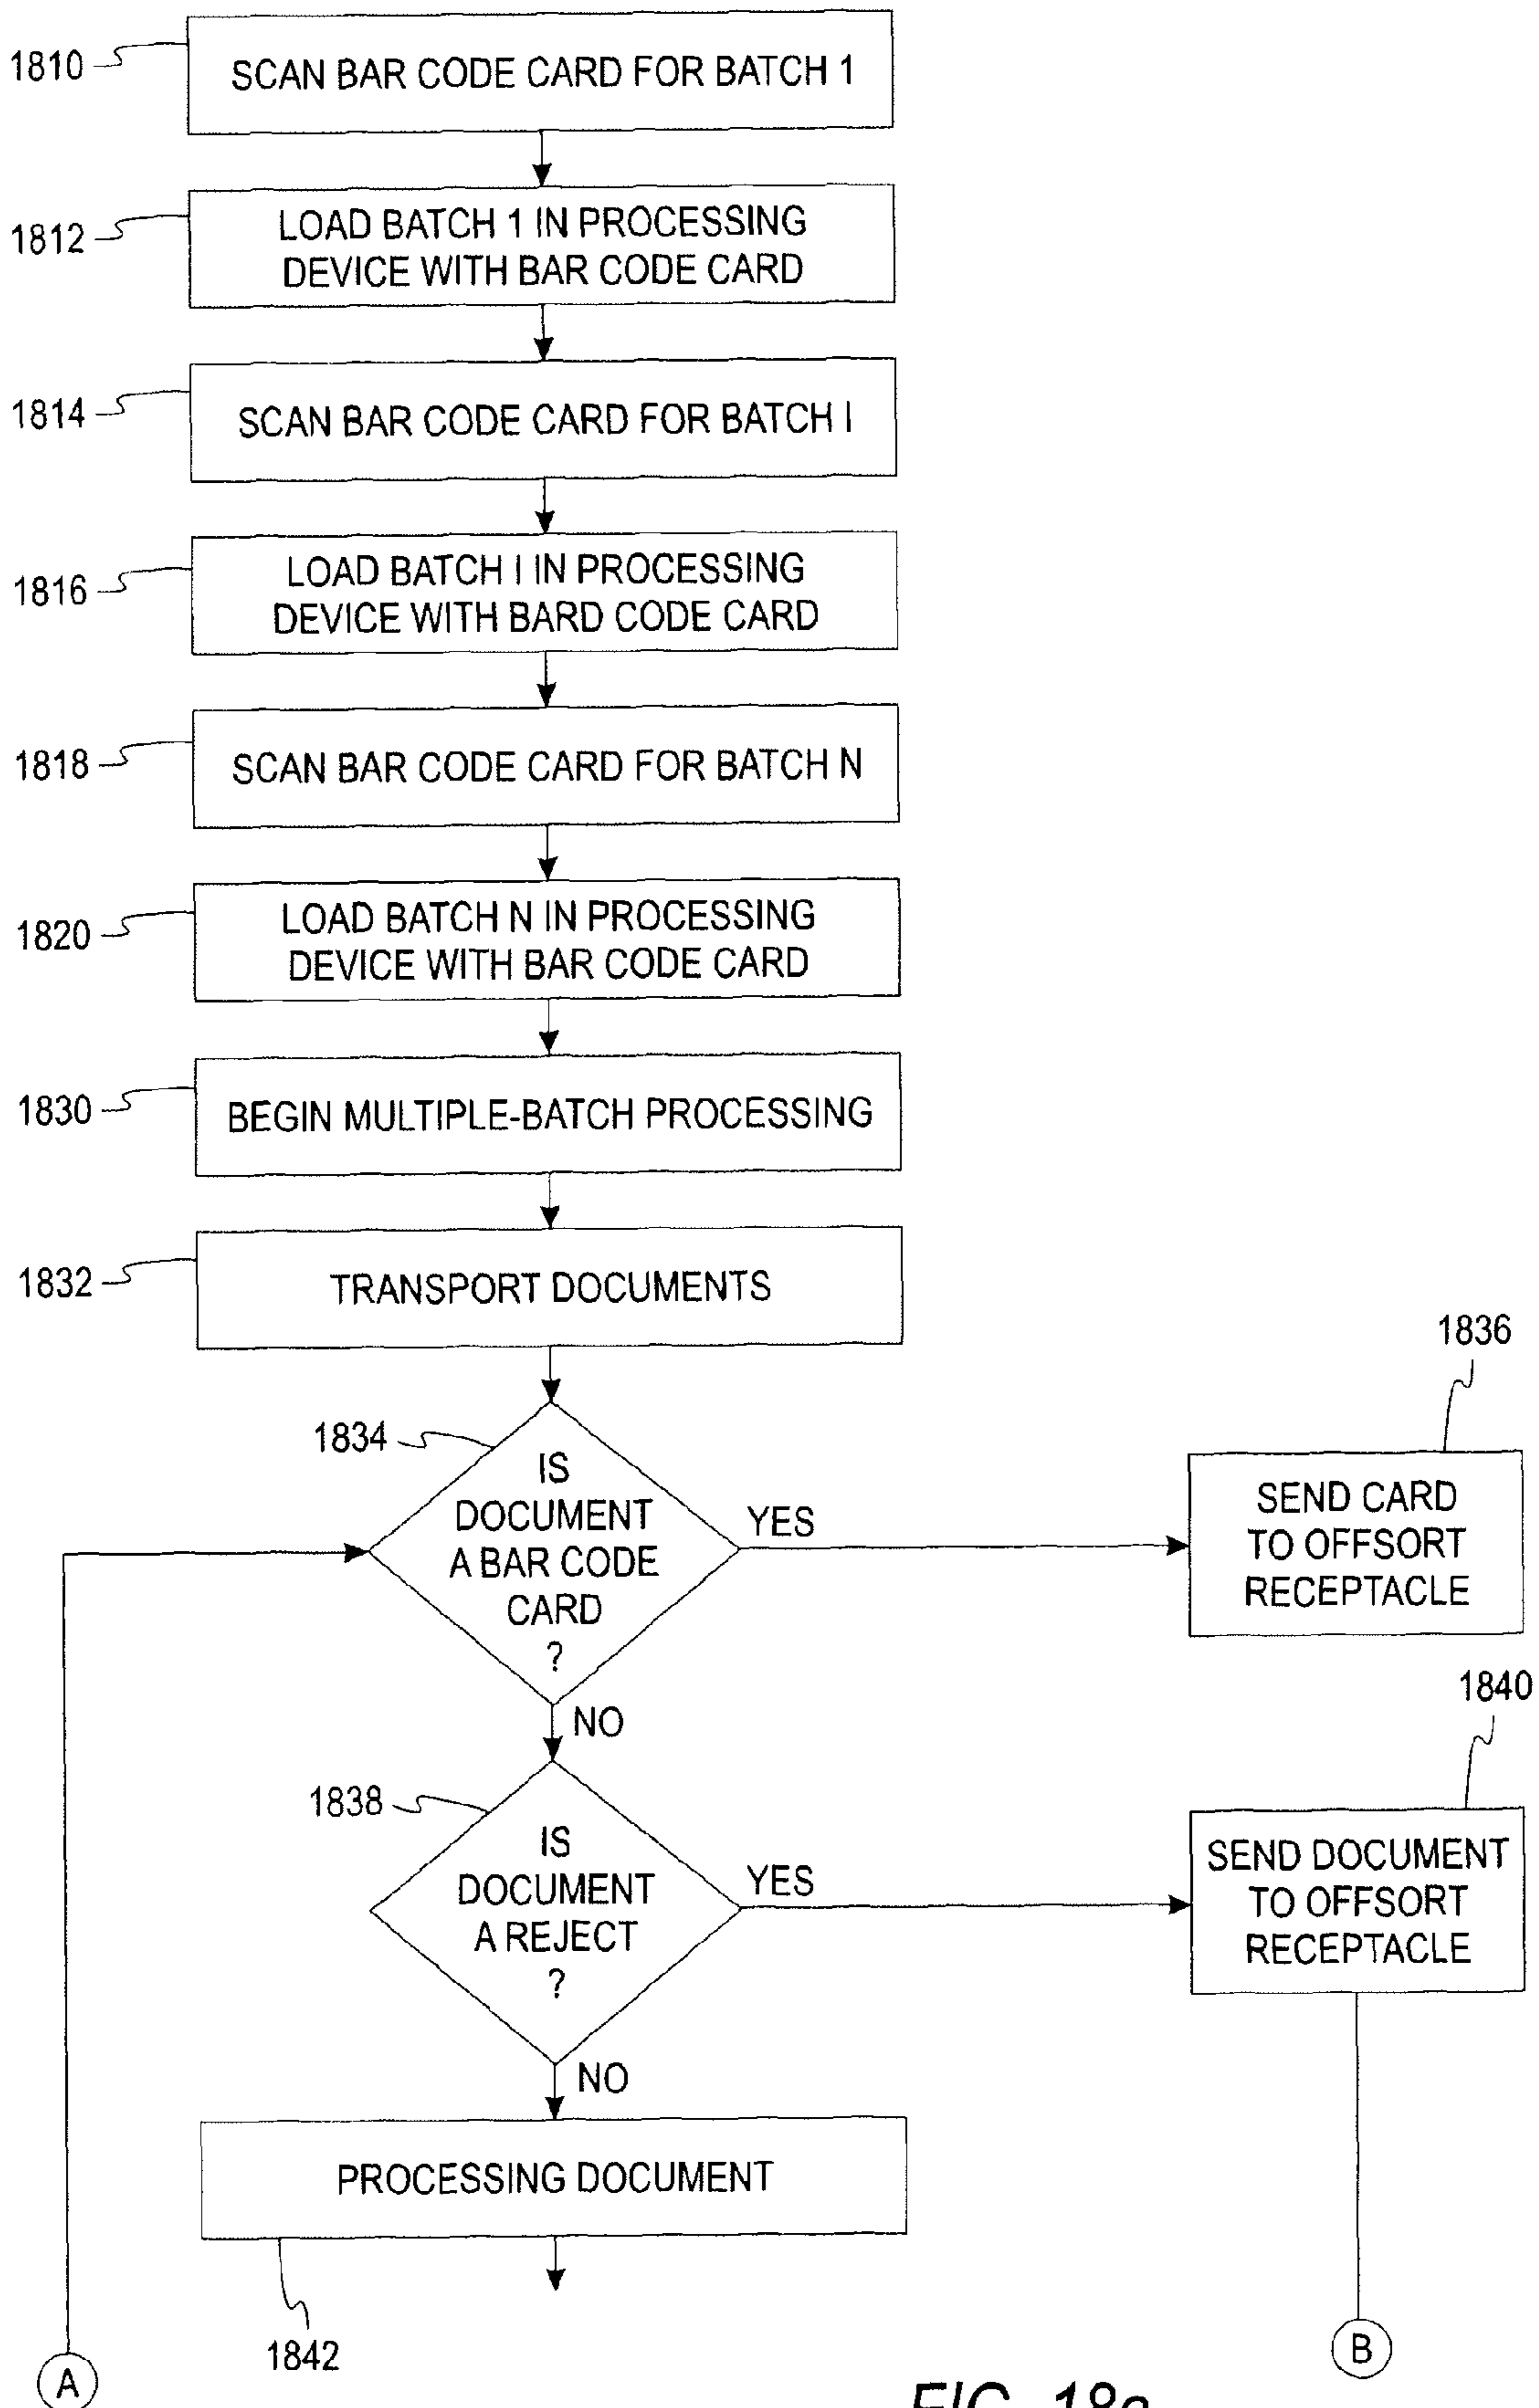 1810
SCAN BAR CODE CARD FOR BATCH 1
1812
LOAD BATCH 1 IN PROCESSING
DEVICE WITH BAR CODE CARD
1814
SCAN BAR CODE CARD FOR BATCH I
1816
LOAD BATCH I IN PROCESSING
DEVICE WITH BARD CODE CARD
1818
SCAN BAR CODE CARD FOR BATCH N
1820
LOAD BATCH N IN PROCESSING
DEVICE WITH BAR CODE CARD
1830
BEGIN MULTIPLE-BATCH PROCESSING
1832
TRANSPORT DOCUMENTS
1834
IS
DOCUMENT
A BAR CODE
CARD
?
YES
1836
SEND CARD
TO OFFSORT
RECEPTACLE
NO
1838
IS
DOCUMENT
A REJECT
?
YES
1840
SEND DOCUMENT
TO OFFSORT
RECEPTACLE
NO
PROCESSING DOCUMENT
1842
A
B
FIG. 18a